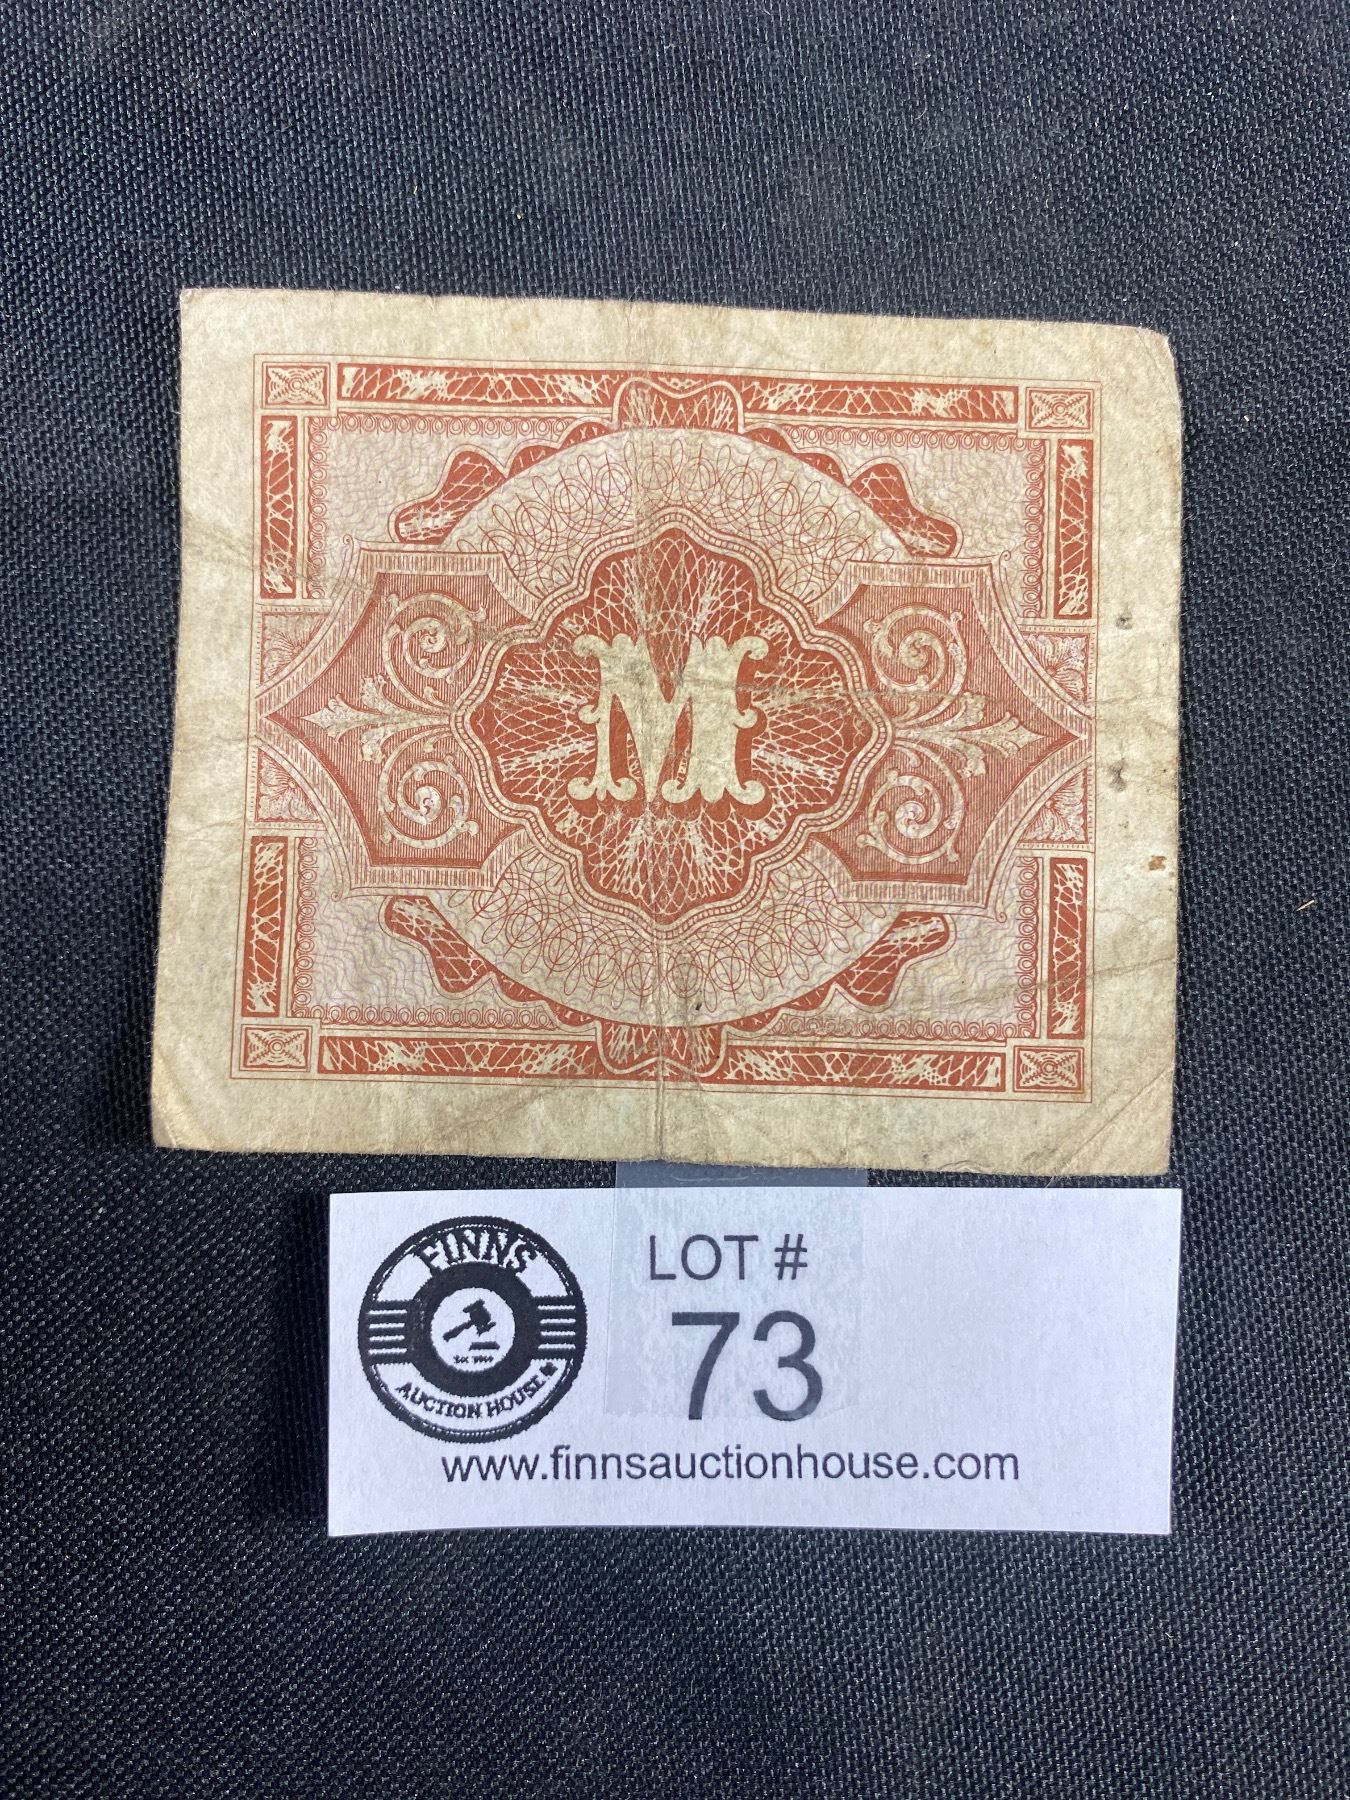 M
FINNS
AUCTION HOUSE
LOT #
73
www.finnsauctionhouse.com